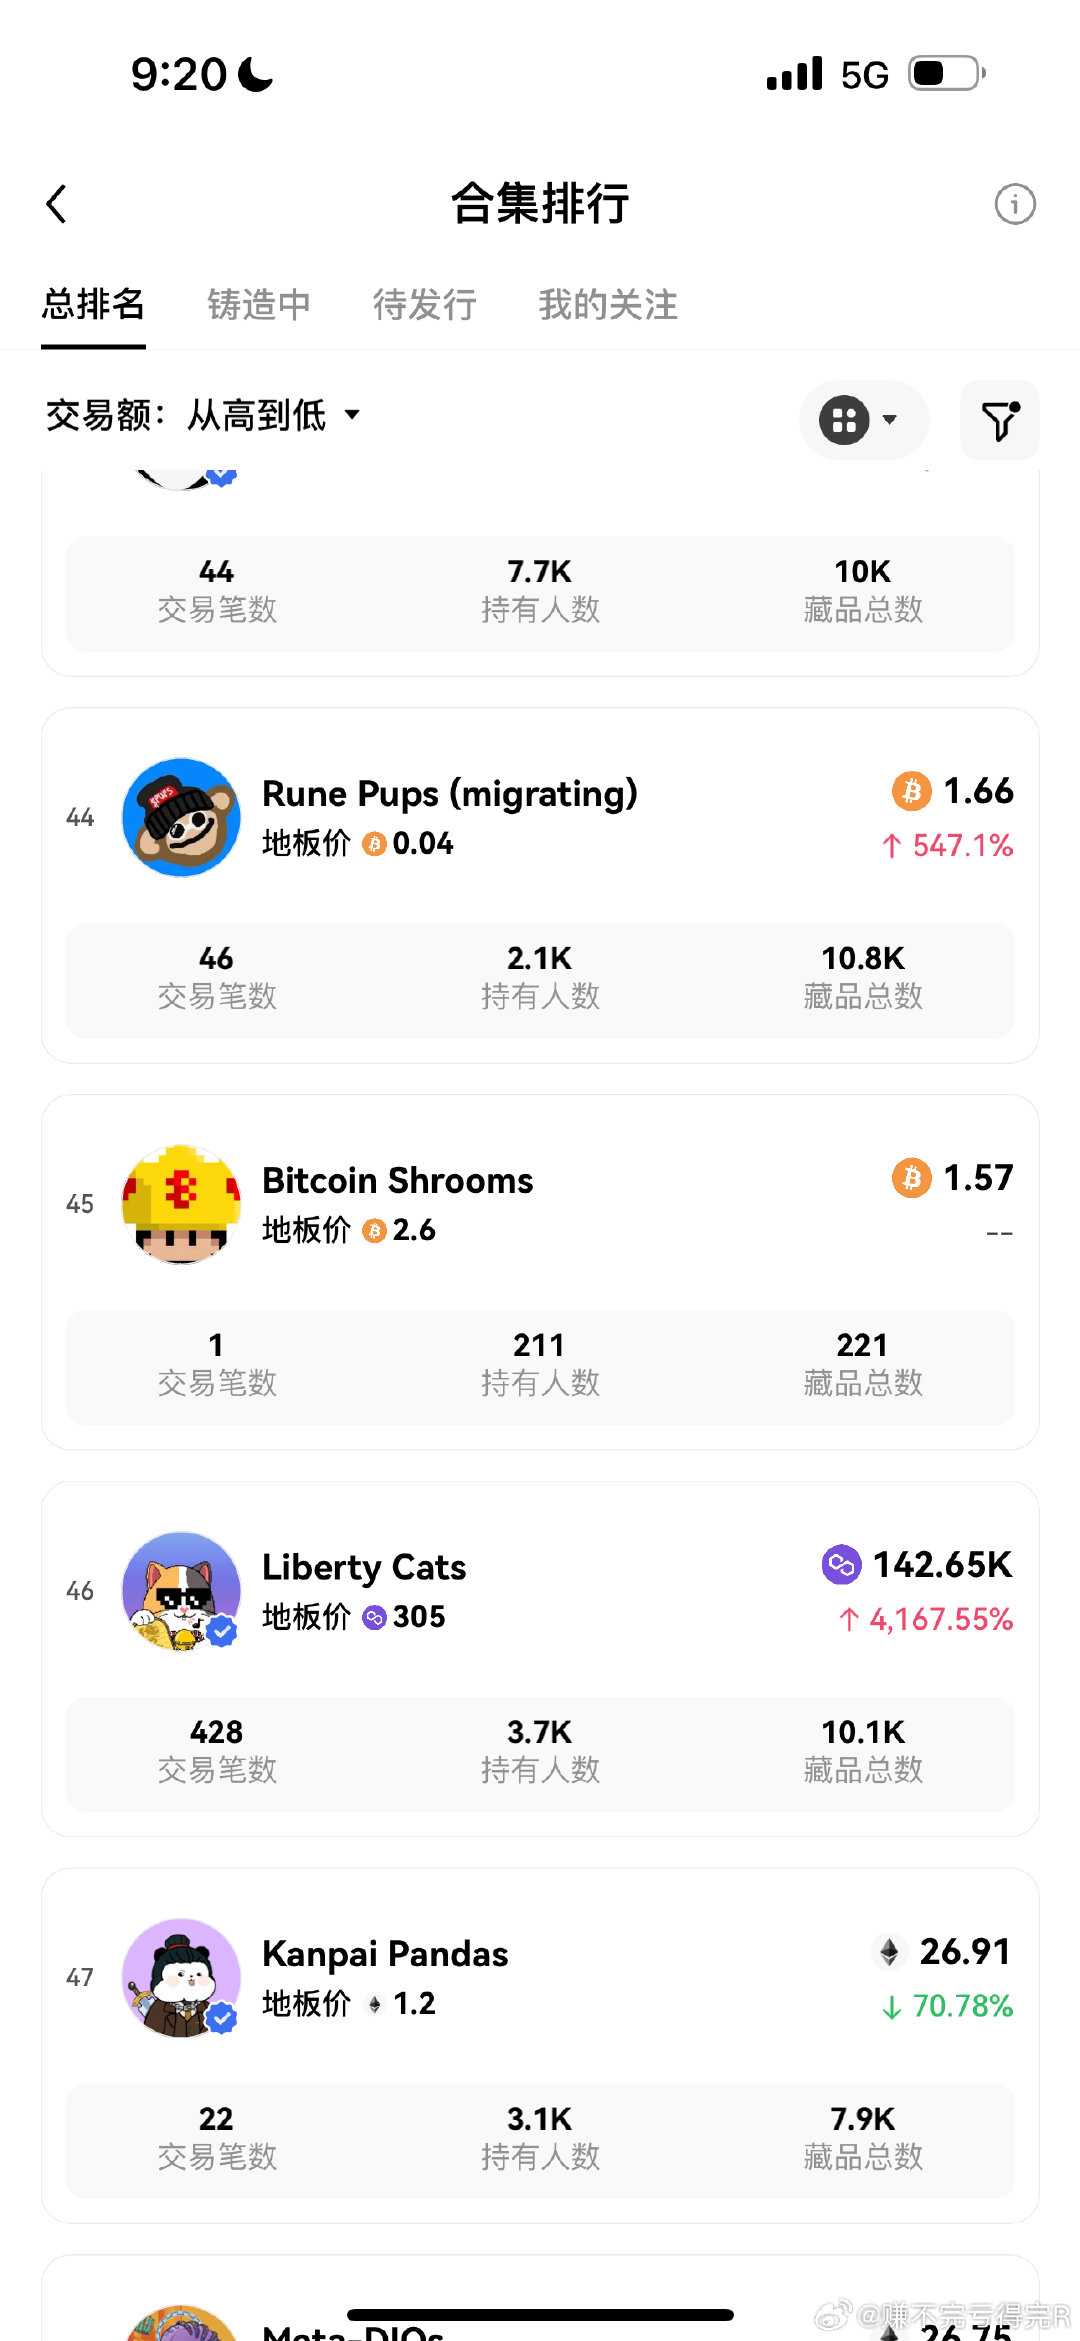 9:20
5G
合集排行
总排名 铸造中 待发行 我的关注
交易额：从高到低
44 7.7K 10K
交易笔数 持有人数 藏品总数
44
Rune Pups (migrating) 1.66
地板价 0.04 ↑ 547.1%
46 2.1K 10.8K
交易笔数 持有人数 藏品总数
45
Bitcoin Shrooms 1.57
地板价 2.6 --
1 211 221
交易笔数 持有人数 藏品总数
46
Liberty Cats 142.65K
地板价 305 ↑ 4,167.55%
428 3.7K 10.1K
交易笔数 持有人数 藏品总数
47
Kanpai Pandas 26.91
地板价 1.2 ↓ 70.78%
22 3.1K 7.9K
交易笔数 持有人数 藏品总数
26.75
@赚不完亏得完R